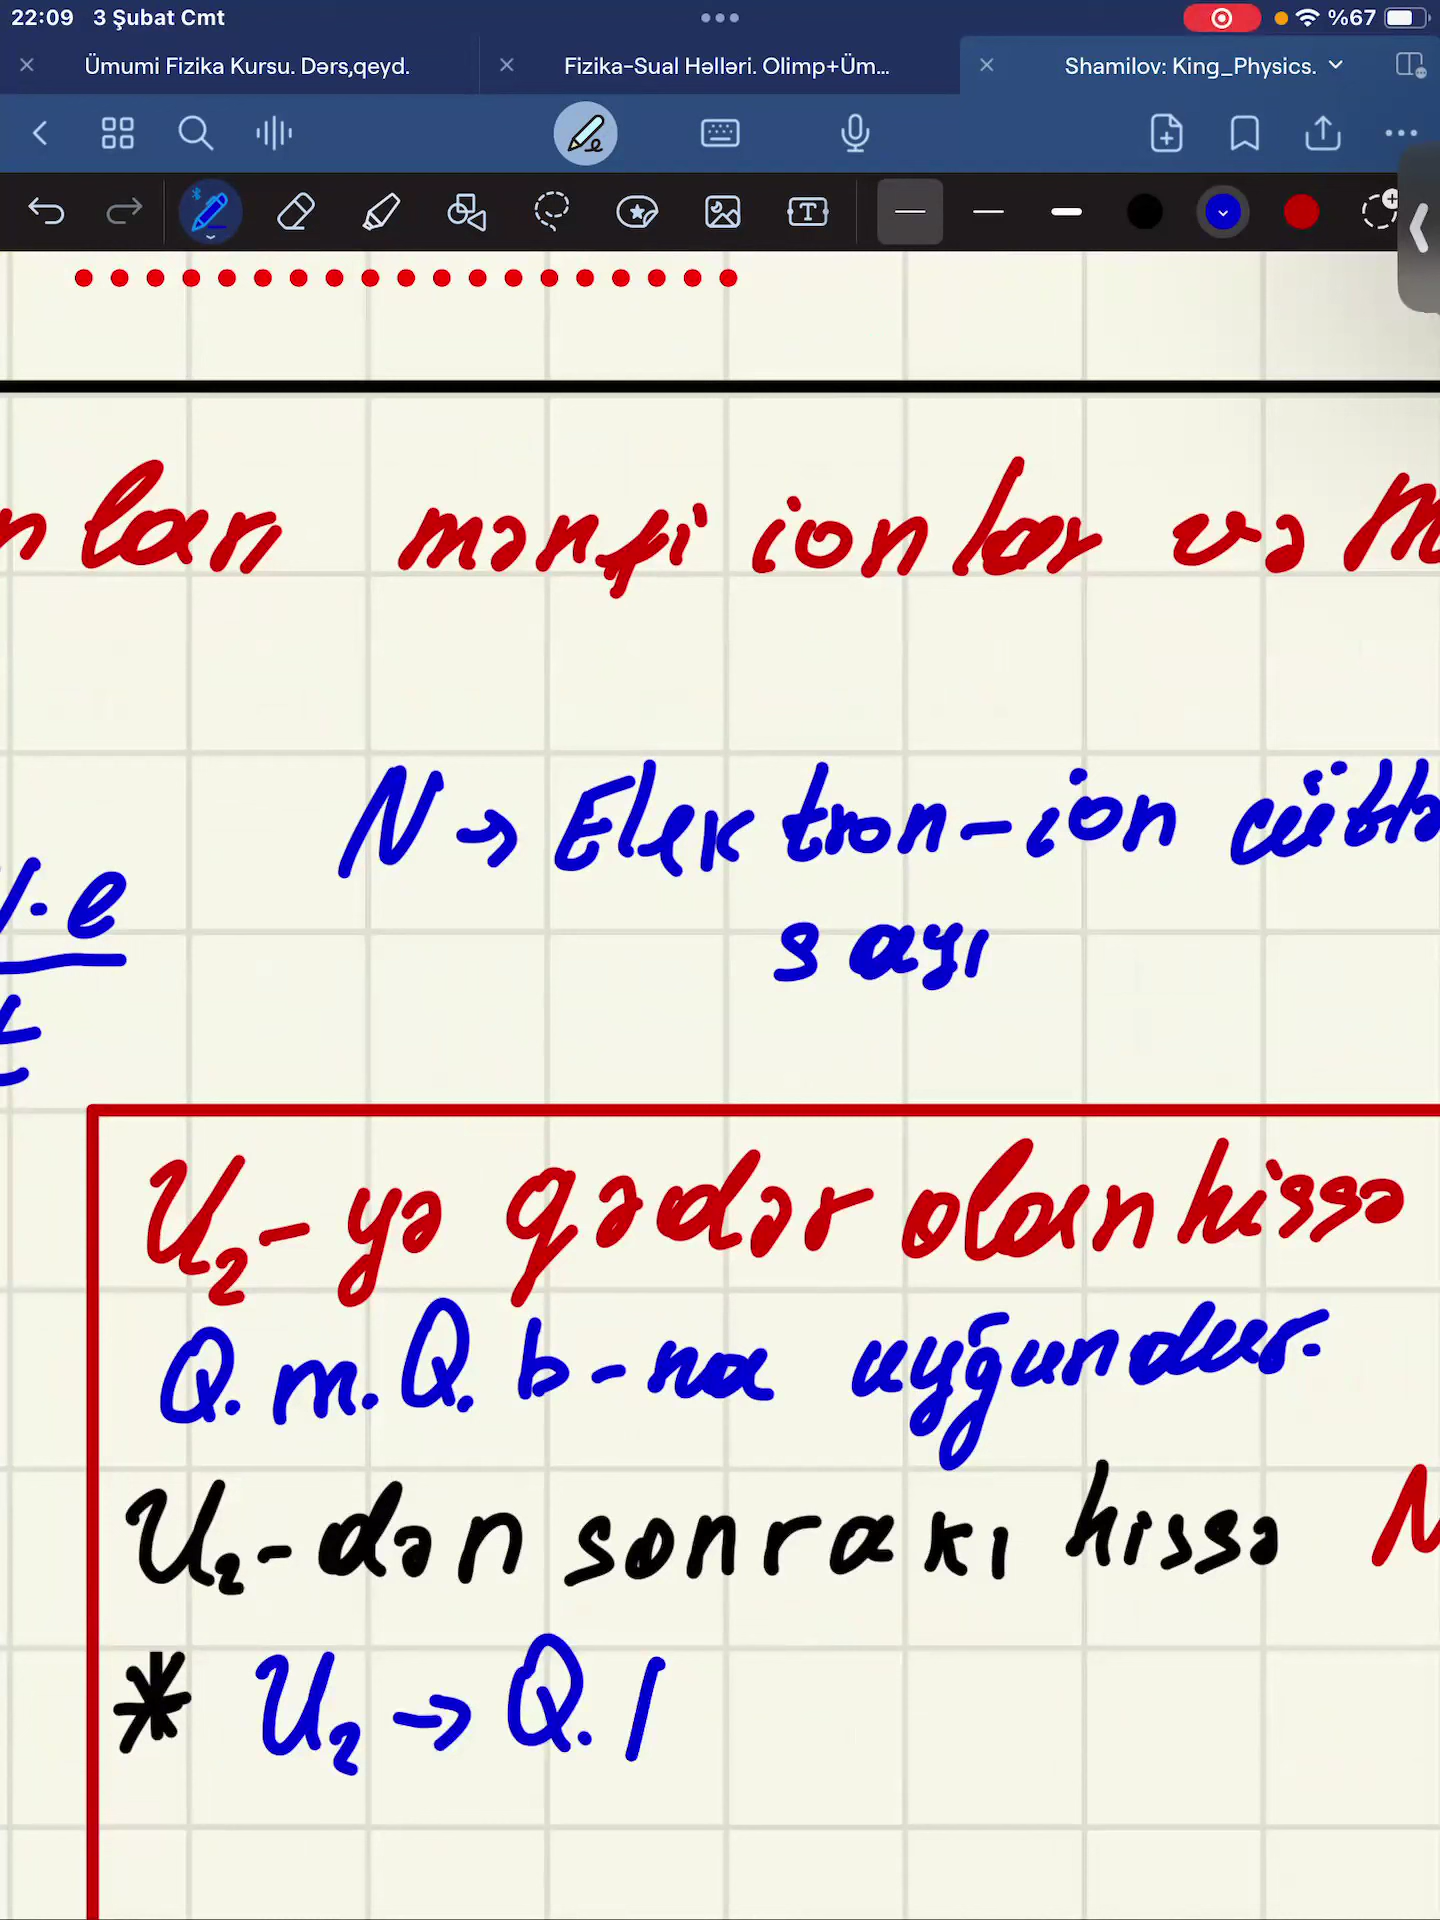 22:09 3 Şubat Cmt %67
Ümumi Fizika Kursu. Dərs,qeyd. Fizika-Sual Həlləri. Olimp+Üm... Shamilov: King_Physics.
ları mənfi ionlar və M
N → Elektron-ion cütlə
sayı
N·e
t
U₂-yə qədər olan hissə
Q.m.Q.b-na uyğundur.
U₂-dən sonrakı hissə
* U₂ → Q.